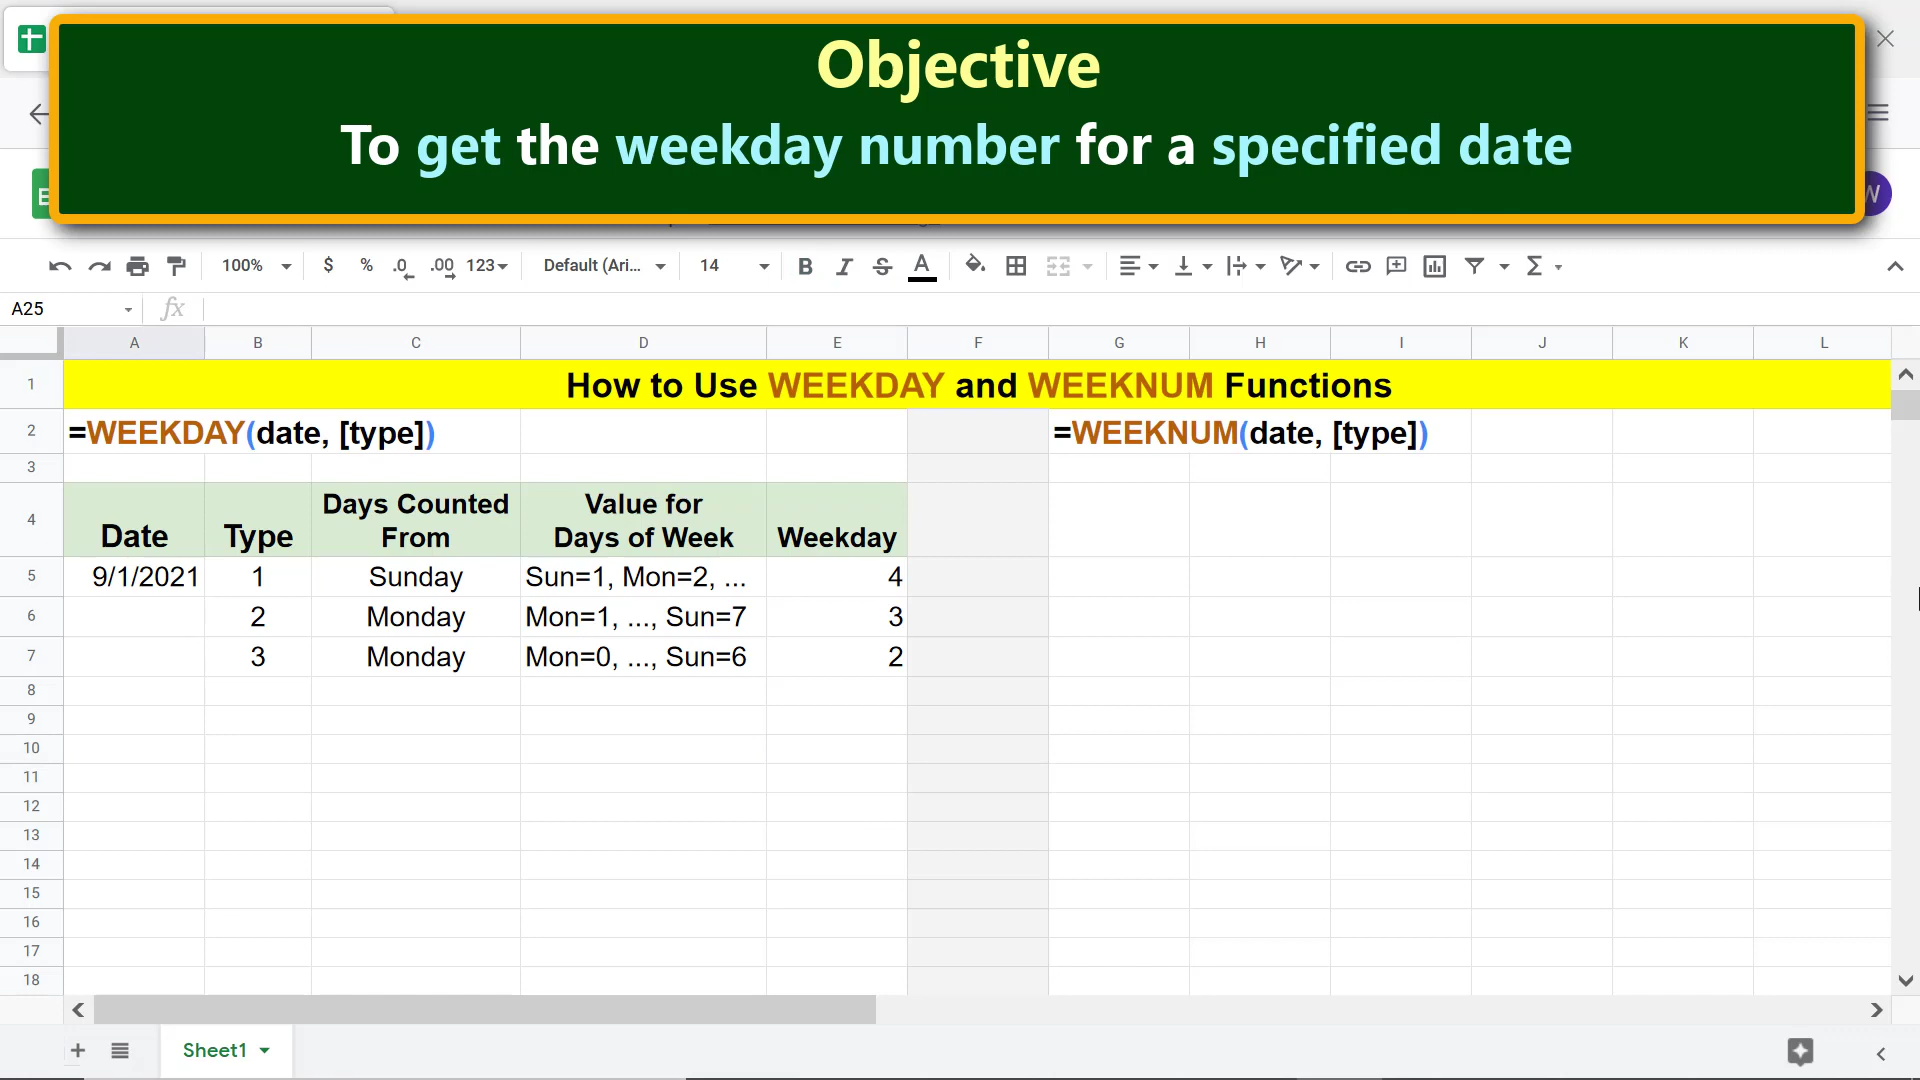 Objective
To get the weekday number for a specified date
W
100%
$
%
.0
.00
123
Default (Ari...
14
B
I
S
A
Σ
A25
fx
A B C D E F G H I J K L
1 How to Use WEEKDAY and WEEKNUM Functions
2 =WEEKDAY(date, [type]) =WEEKNUM(date, [type])
3
4 Date Type Days Counted From Value for Days of Week Weekday
5 9/1/2021 1 Sunday Sun=1, Mon=2, ... 4
6 2 Monday Mon=1, ..., Sun=7 3
7 3 Monday Mon=0, ..., Sun=6 2
8
9
10
11
12
13
14
15
16
17
18
Sheet1